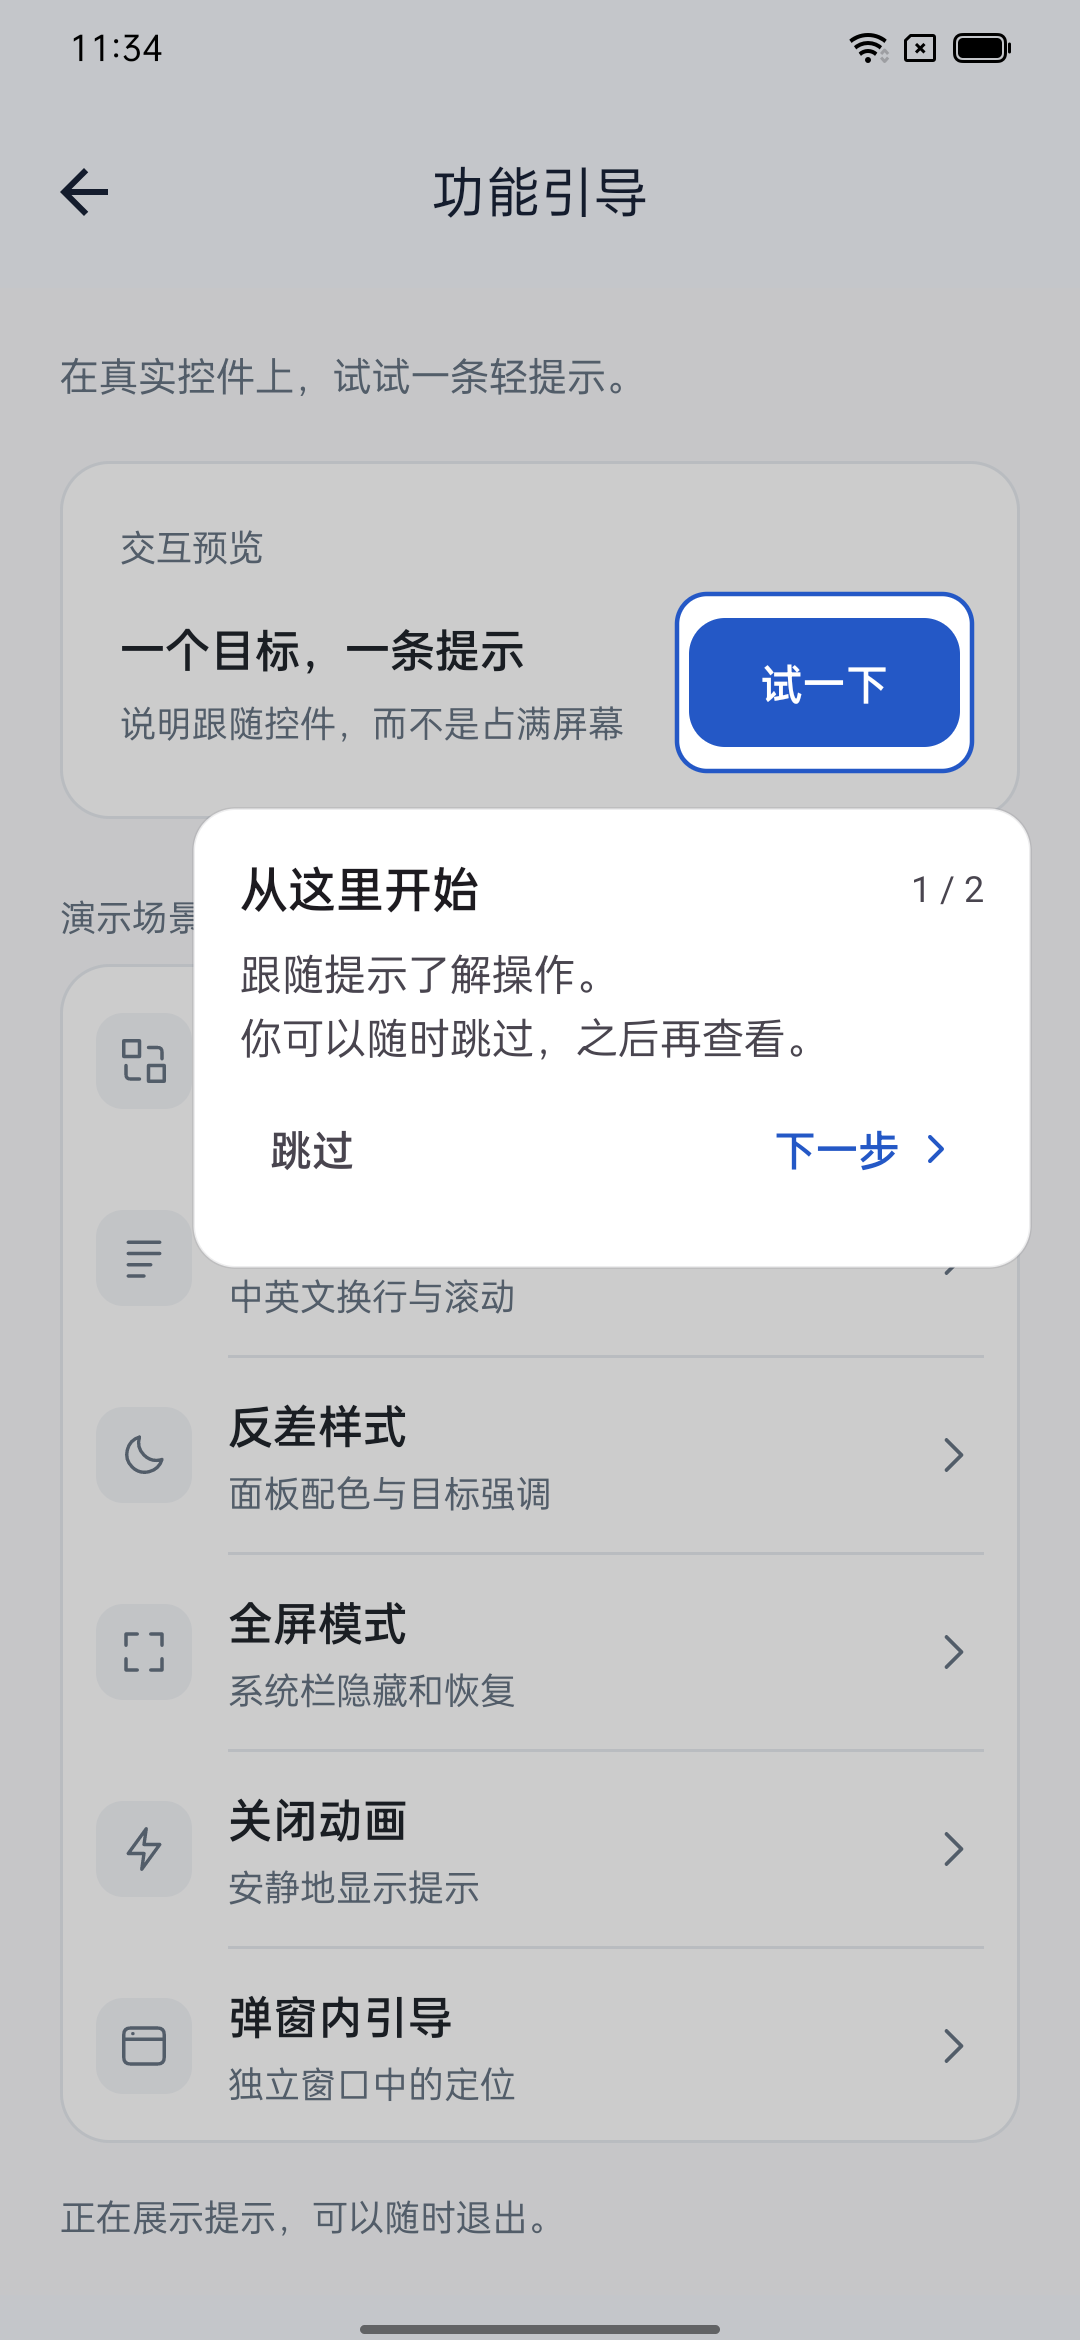 11:34
功能引导
在真实控件上，试试一条轻提示。
交互预览
一个目标，一条提示
试一下
说明跟随控件，而不是占满屏幕
从这里开始
1 / 2
演示场景
跟随提示了解操作。
你可以随时跳过，之后再查看。
跳过
下一步
中英文换行与滚动
反差样式
面板配色与目标强调
全屏模式
系统栏隐藏和恢复
关闭动画
安静地显示提示
弹窗内引导
独立窗口中的定位
正在展示提示，可以随时退出。